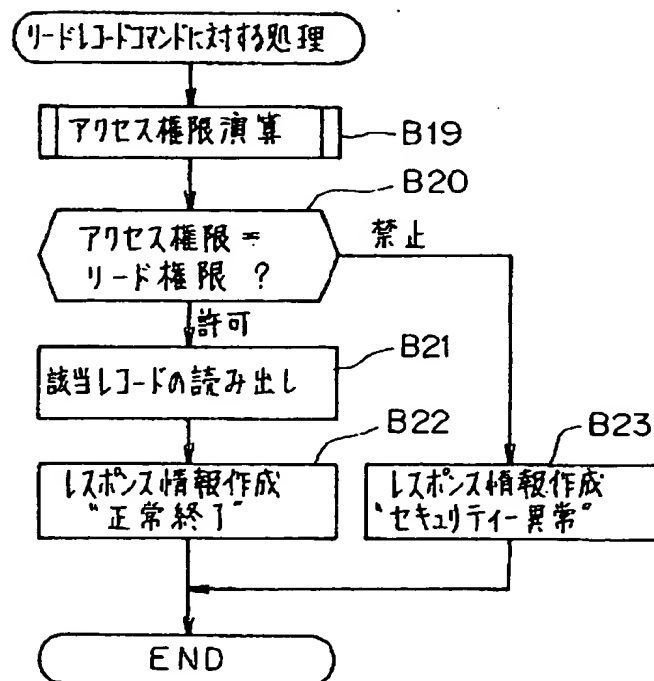 リードレコードコマンドに対する処理
アクセス権限演算
B19
B20
アクセス権限=
リード権限 ?
禁止
許可
B21
該当レコードの読み出し
B22
B23
レスポンス情報作成
"正常終了"
レスポンス情報作成
"セキュリティー異常"
END